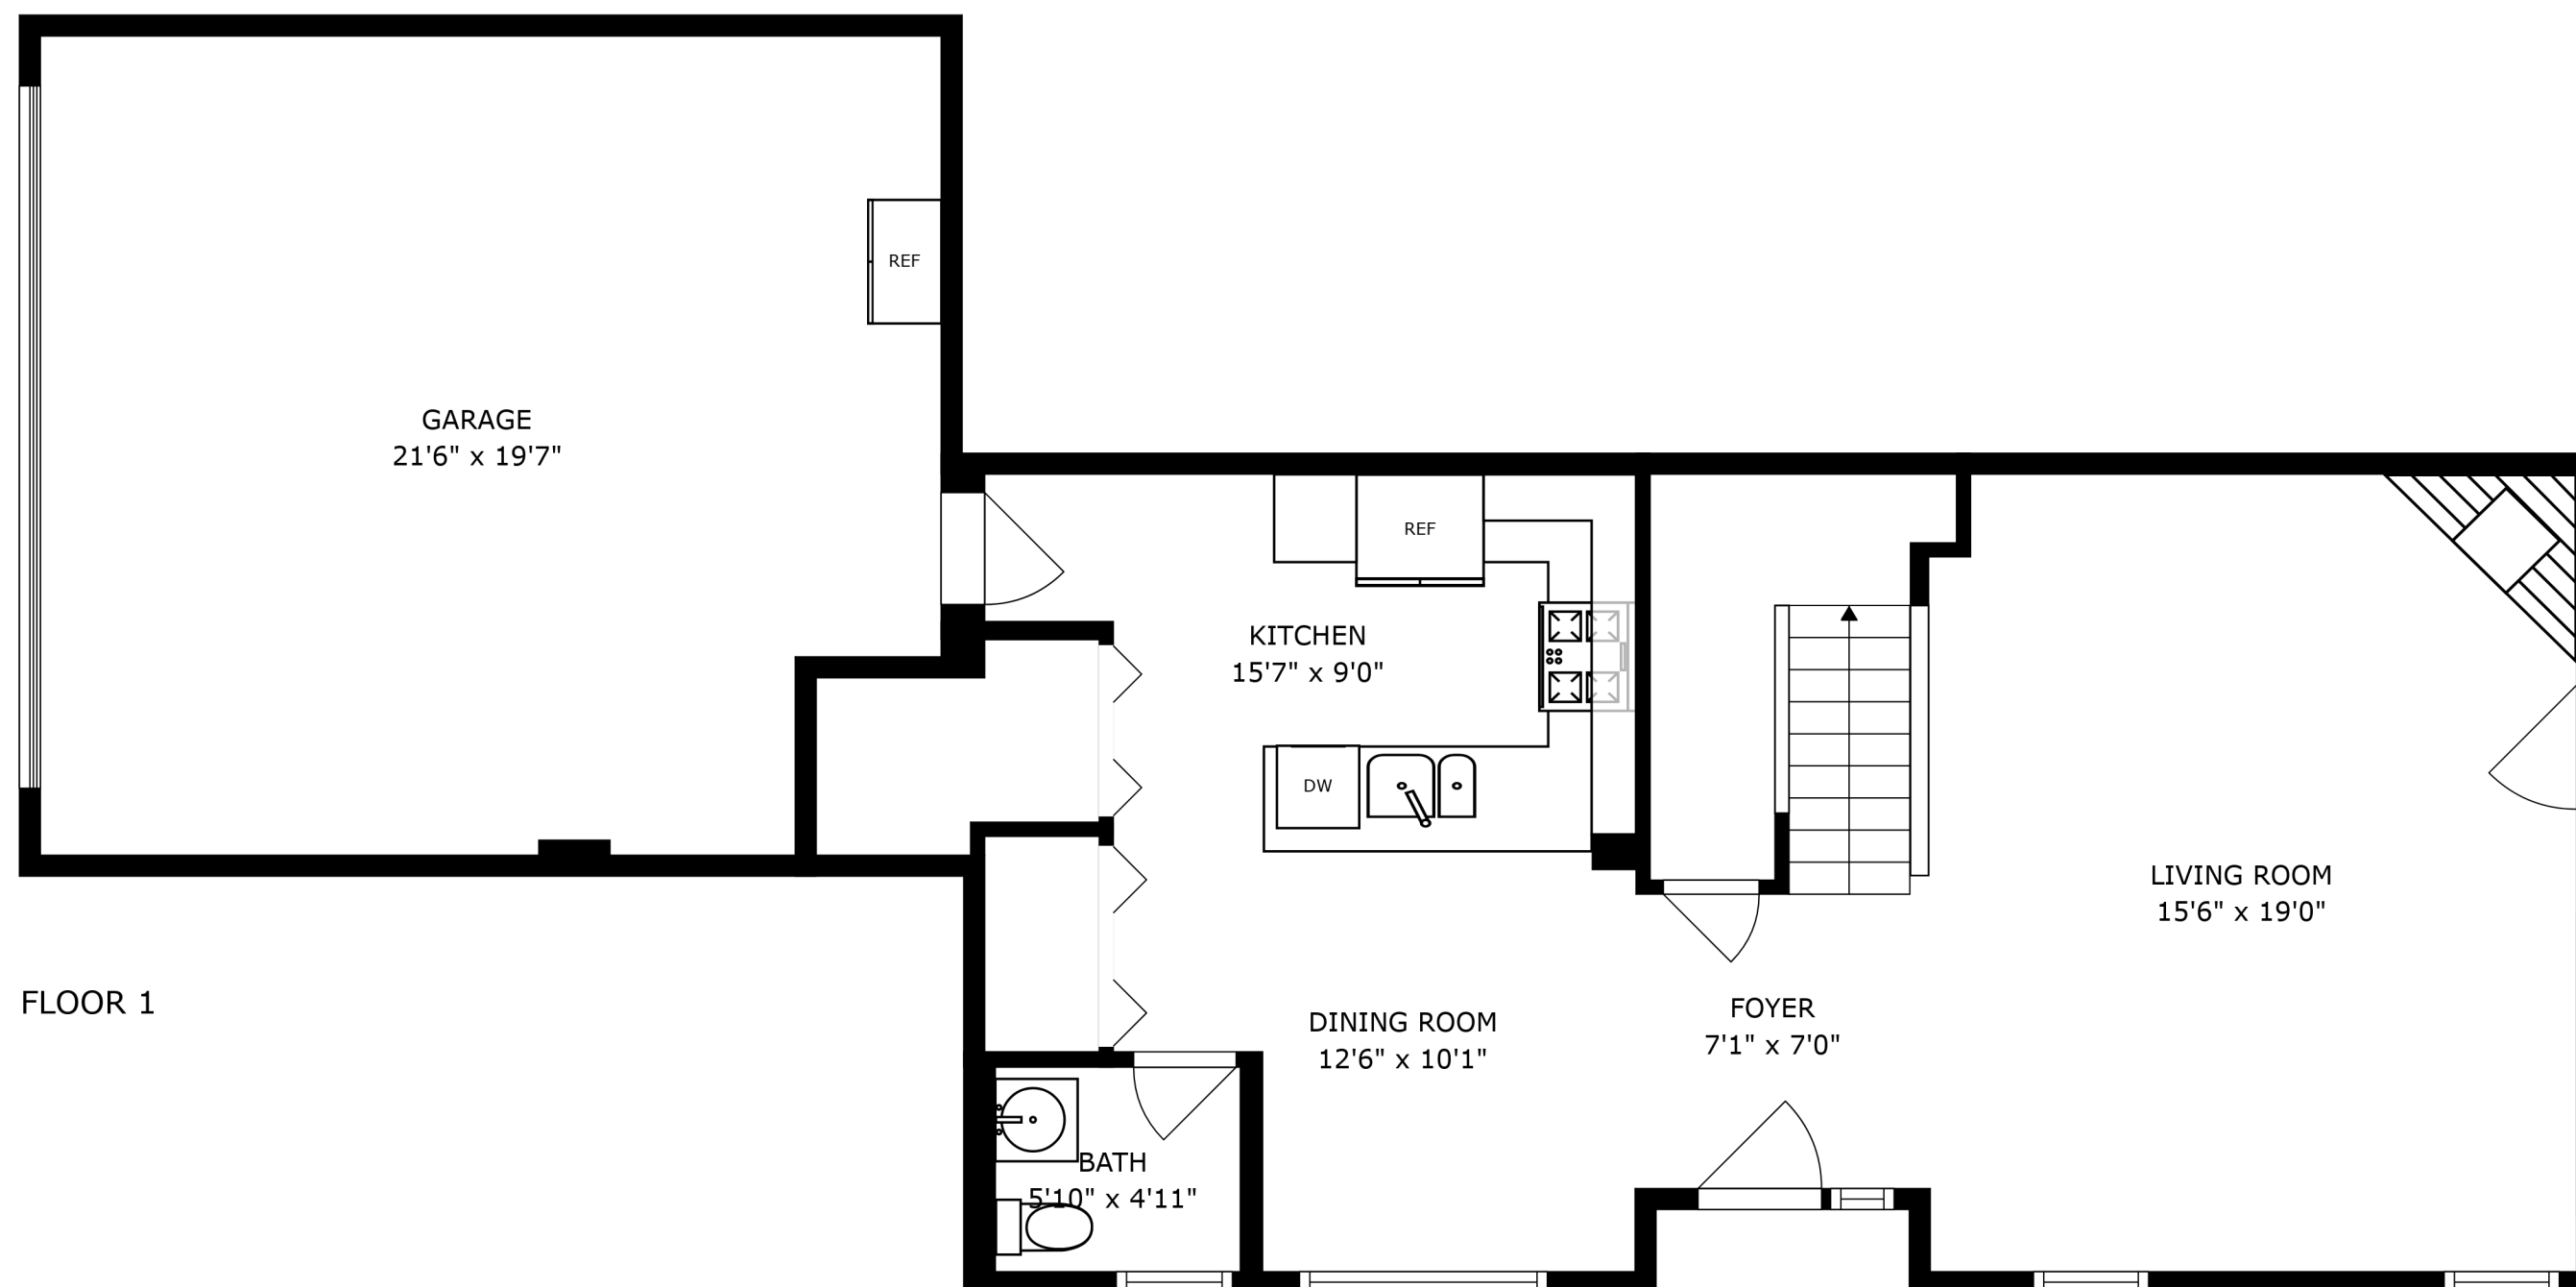 REF
GARAGE
21'6" x 19'7"
REF
KITCHEN
15'7" x 9'0"
DW
LIVING ROOM
15'6" x 19'0"
FLOOR 1
DINING ROOM
12'6" x 10'1"
FOYER
7'1" x 7'0"
BATH
5'10" x 4'11"